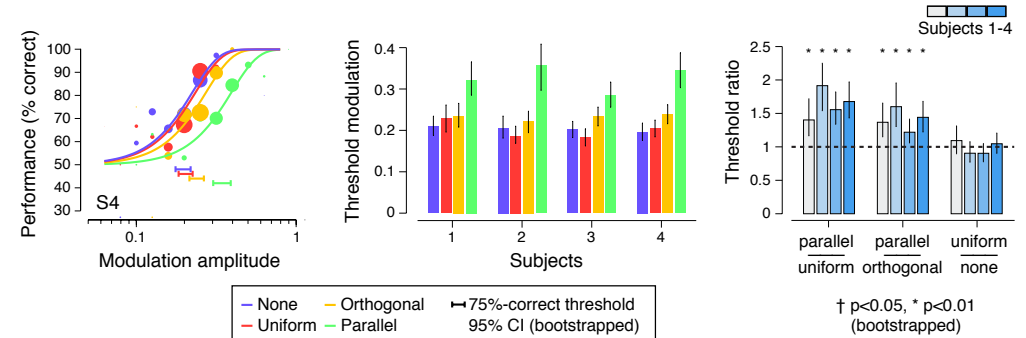 Subjects 1-4
Performance (% correct)
100
90
80
70
60
50
40
30
S4
0.1
1
Modulation amplitude
Threshold modulation
0.4
0.3
0.2
0.1
0
1 2 3 4
Subjects
Threshold ratio
2.5
2
1.5
1
0.5
0
* * * * * * * *
parallel parallel uniform
uniform orthogonal none
† p<0.05, * p<0.01
(bootstrapped)
None Orthogonal 75%-correct threshold
Uniform Parallel 95% CI (bootstrapped)